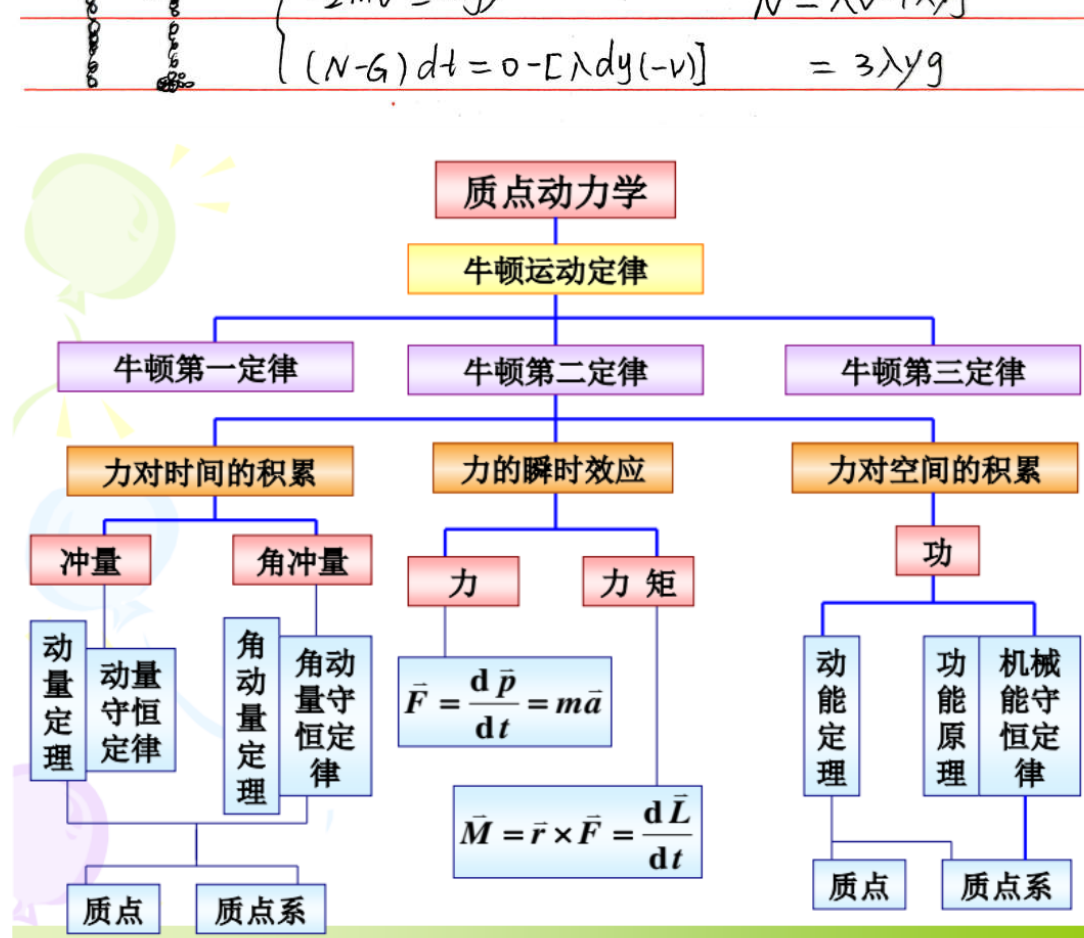 (N-G)dt=0-[λdy(-v)] = 3λyg
质点动力学
牛顿运动定律
牛顿第一定律 牛顿第二定律 牛顿第三定律
力对时间的积累 力的瞬时效应 力对空间的积累
冲量 角冲量 力 力 矩 功
动量定理
动量守恒定律
角动量定理
角动量守恒定律
F⃗ = dp⃗/dt = ma⃗
M⃗ = r⃗ × F⃗ = dL⃗/dt
动能定理
功能原理
机械能守恒定律
质点 质点系
质点 质点系